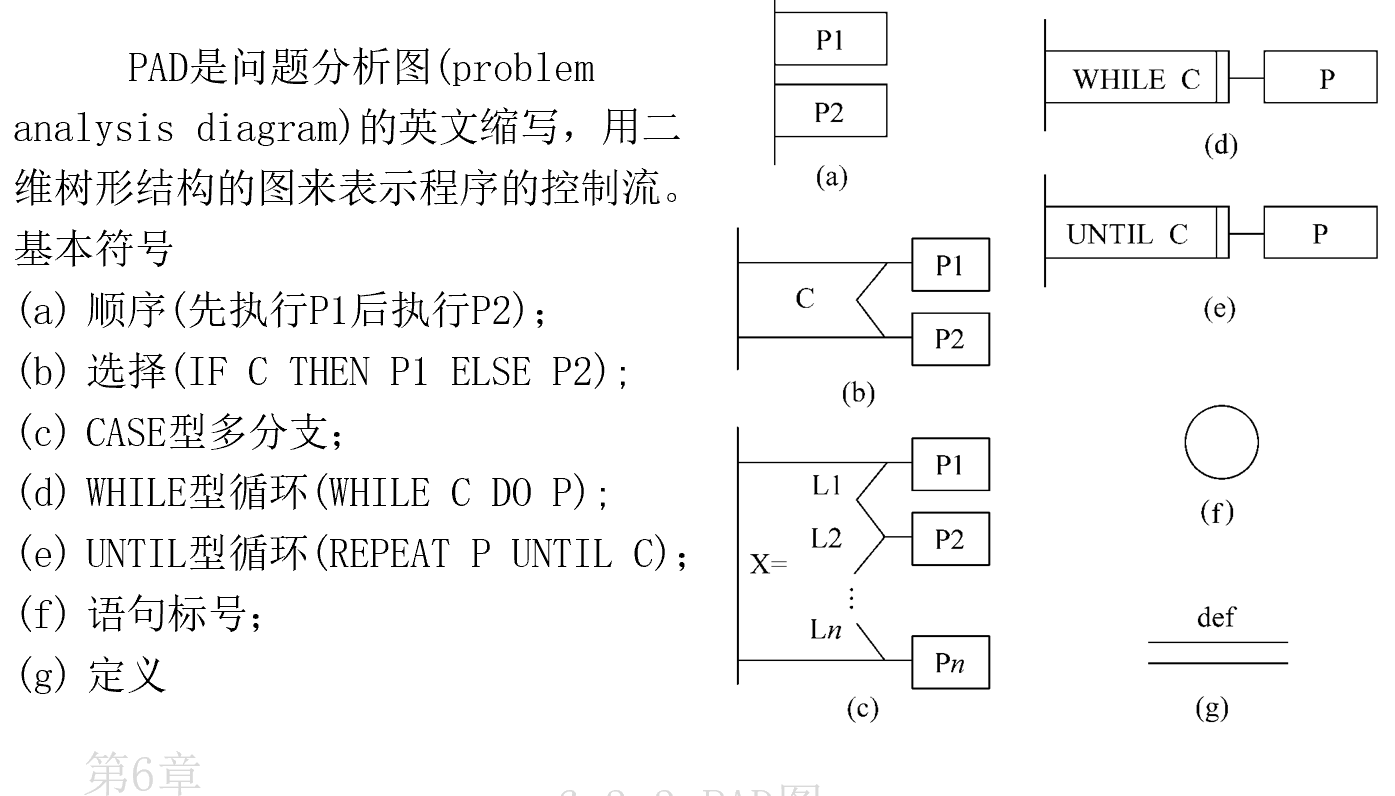 PAD是问题分析图(problem
analysis diagram)的英文缩写，用二
维树形结构的图来表示程序的控制流。
基本符号
(a) 顺序(先执行P1后执行P2)；
(b) 选择(IF C THEN P1 ELSE P2);
(c) CASE型多分支；
(d) WHILE型循环(WHILE C DO P);
(e) UNTIL型循环(REPEAT P UNTIL C)；
(f) 语句标号；
(g) 定义
P1
P2
(a)
C
P1
P2
(b)
X=
L1
P1
L2
P2
⋮
Ln
Pn
(c)
WHILE C
P
(d)
UNTIL C
P
(e)
(f)
def
(g)
第6章